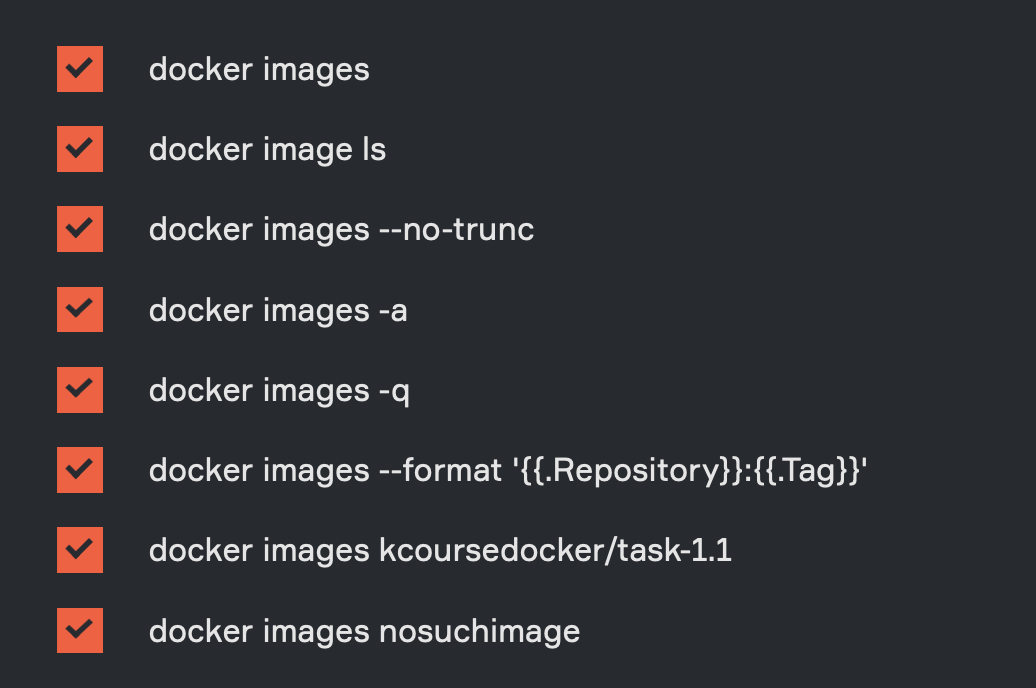 docker images
docker image ls
docker images --no-trunc
docker images -a
docker images -q
docker images --format '{{.Repository}}:{{.Tag}}'
docker images kcoursedocker/task-1.1
docker images nosuchimage